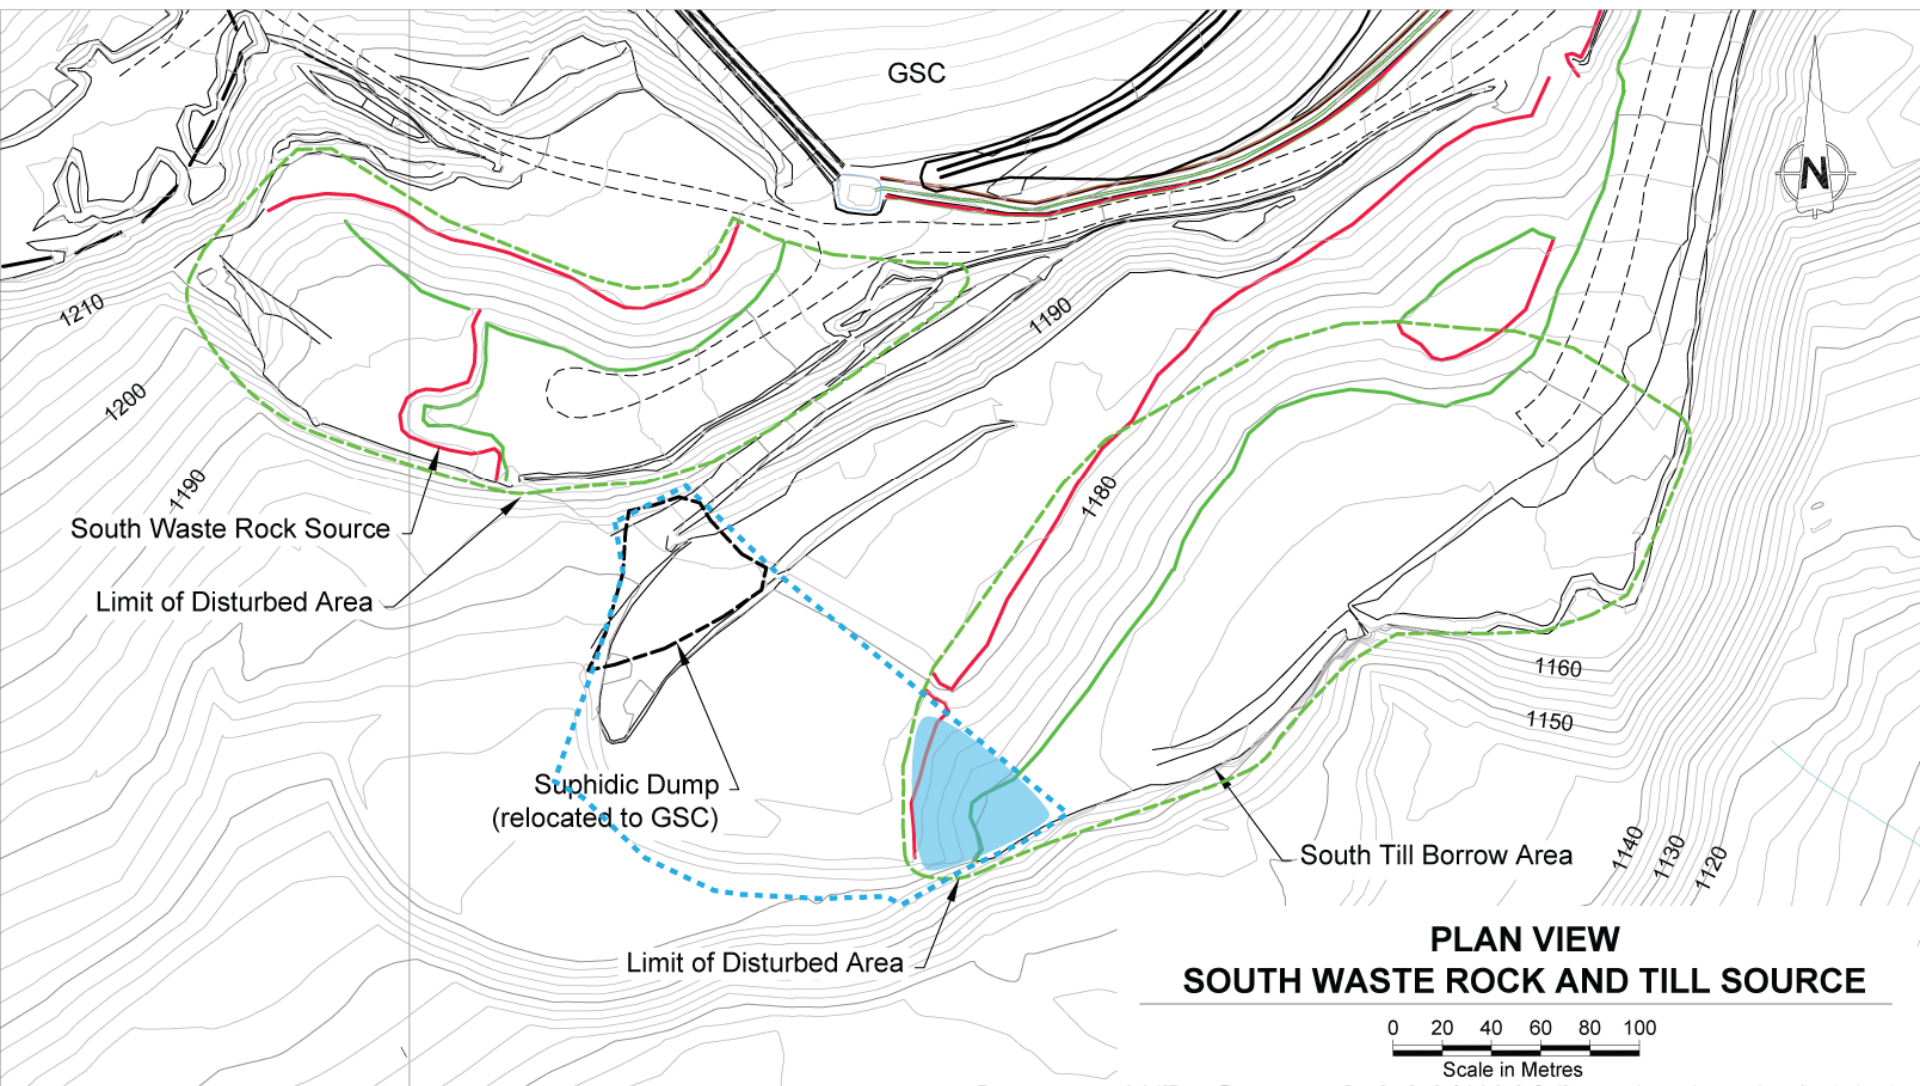 GSC
N
1210
1190
1200
1190
1180
South Waste Rock Source
Limit of Disturbed Area
1160
1150
Suphidic Dump
(relocated to GSC)
South Till Borrow Area
1140
1130
1120
Limit of Disturbed Area
PLAN VIEW
SOUTH WASTE ROCK AND TILL SOURCE
0 20 40 60 80 100
Scale in Metres